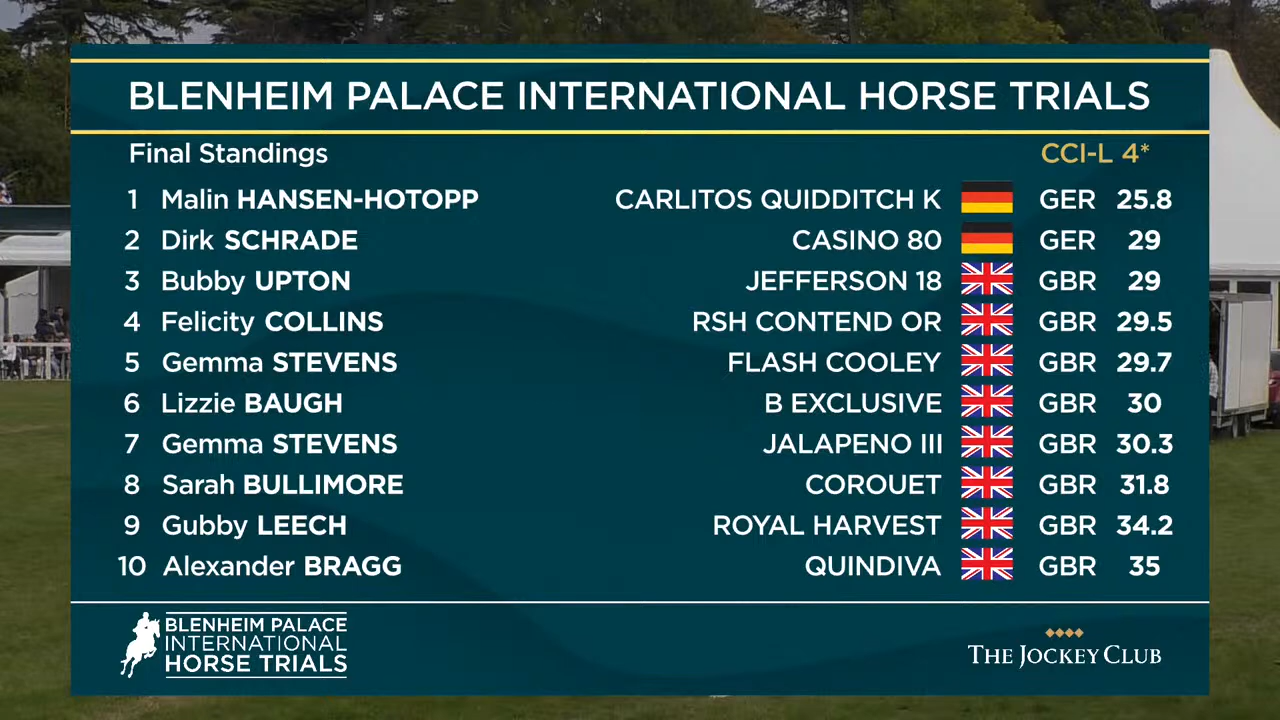 BLENHEIM PALACE INTERNATIONAL HORSE TRIALS
Final Standings CCI-L 4*
1 Malin HANSEN-HOTOPP CARLITOS QUIDDITCH K GER 25.8
2 Dirk SCHRADE CASINO 80 GER 29
3 Bubby UPTON JEFFERSON 18 GBR 29
4 Felicity COLLINS RSH CONTEND OR GBR 29.5
5 Gemma STEVENS FLASH COOLEY GBR 29.7
6 Lizzie BAUGH B EXCLUSIVE GBR 30
7 Gemma STEVENS JALAPENO III GBR 30.3
8 Sarah BULLIMORE COROUET GBR 31.8
9 Gubby LEECH ROYAL HARVEST GBR 34.2
10 Alexander BRAGG QUINDIVA GBR 35
BLENHEIM PALACE
INTERNATIONAL
HORSE TRIALS
THE JOCKEY CLUB